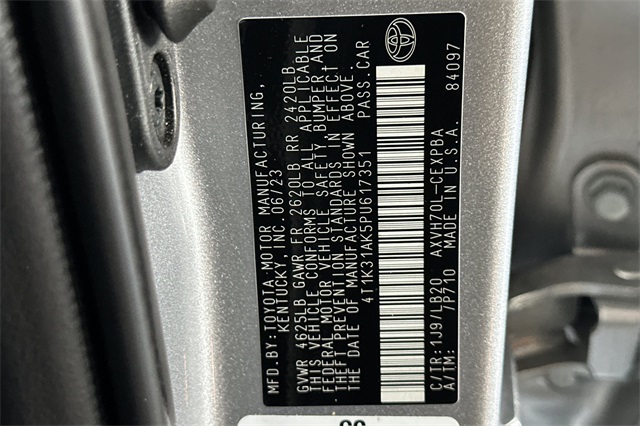 MFD.BY:TOYOTA MOTOR MANUFACTURING,
KENTUCKY, INC. 06/23
GVWR 4625LB GAWR FR 2620LB RR 2420LB
THIS VEHICLE CONFORMS TO ALL APPLICABLE
FEDERAL MOTOR VEHICLE SAFETY, BUMPER AND
THEFT PREVENTION STANDARDS IN EFFECT ON
THE DATE OF MANUFACTURE SHOWN ABOVE.
4T1K31AK5PU617351 PASS.CAR
C/TR:1J9/LB20 AXVH70L-CEXPBA
A/TM: /P710 M.IN U.S.A. 84097